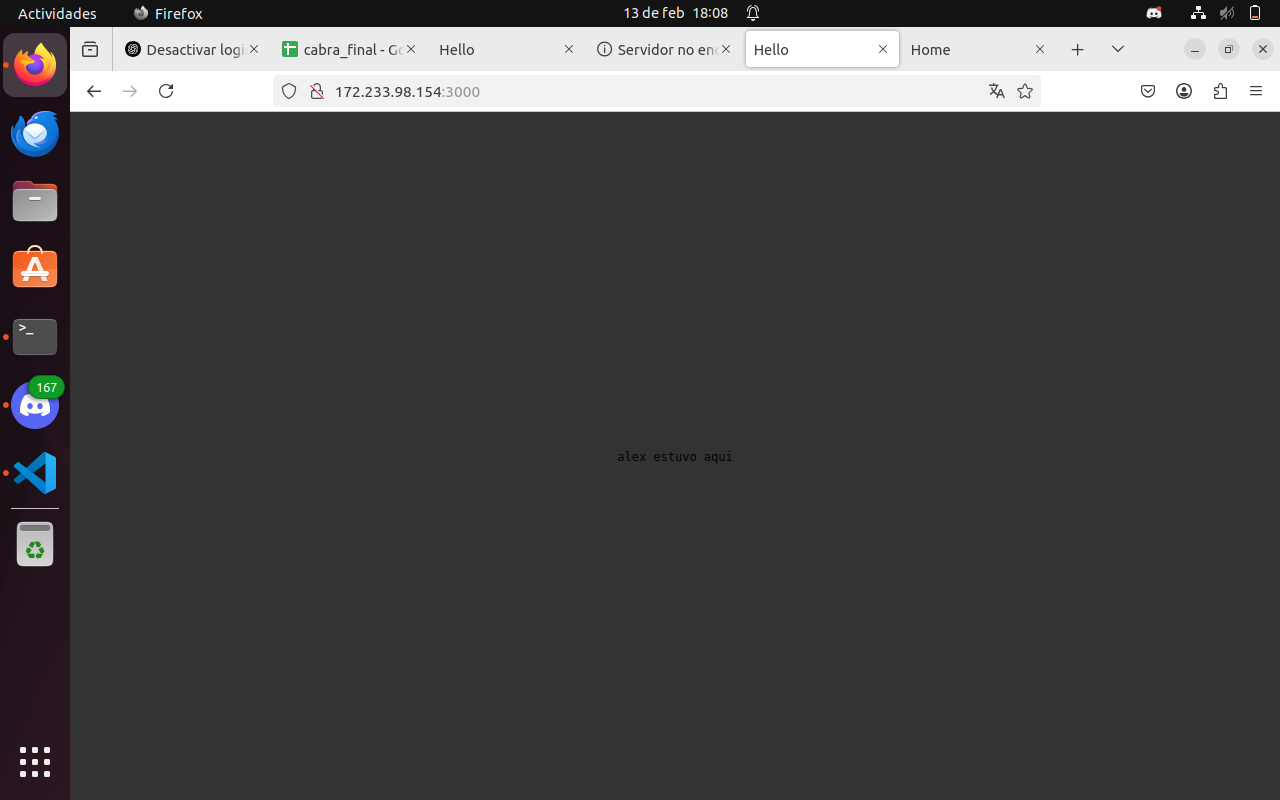 Actividades
Firefox
13 de feb 18:08
Desactivar logi
cabra_final - Go
Hello
Servidor no enc
Hello
Home
172.233.98.154:3000
>_
167
alex estuvo aqui